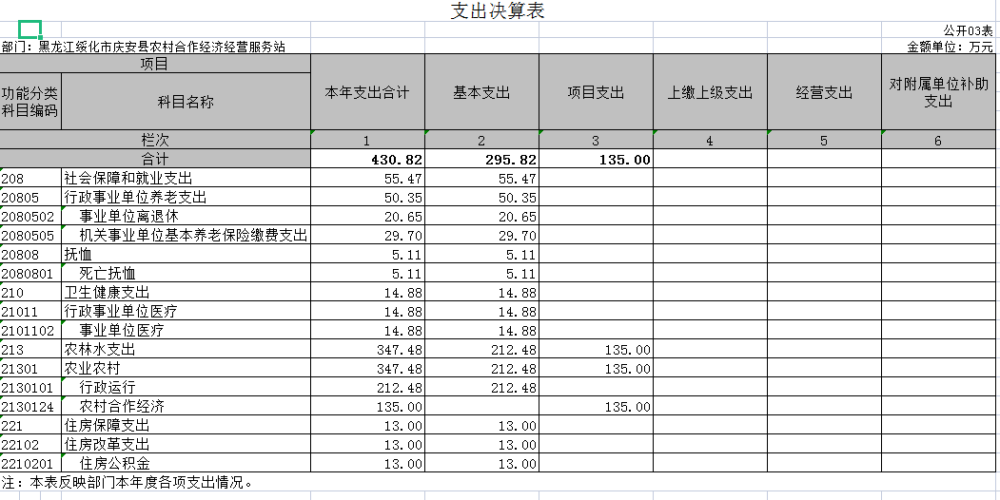 支出决算表
公开03表
部门：黑龙江绥化市庆安县农村合作经济经营服务站 金额单位：万元
项目 本年支出合计 基本支出 项目支出 上缴上级支出 经营支出 对附属单位补助支出
功能分类科目编码 科目名称
栏次 1 2 3 4 5 6
合计 430.82 295.82 135.00
208 社会保障和就业支出 55.47 55.47
20805 行政事业单位养老支出 50.35 50.35
2080502 事业单位离退休 20.65 20.65
2080505 机关事业单位基本养老保险缴费支出 29.70 29.70
20808 抚恤 5.11 5.11
2080801 死亡抚恤 5.11 5.11
210 卫生健康支出 14.88 14.88
21011 行政事业单位医疗 14.88 14.88
2101102 事业单位医疗 14.88 14.88
213 农林水支出 347.48 212.48 135.00
21301 农业农村 347.48 212.48 135.00
2130101 行政运行 212.48 212.48
2130124 农村合作经济 135.00 135.00
221 住房保障支出 13.00 13.00
22102 住房改革支出 13.00 13.00
2210201 住房公积金 13.00 13.00
注：本表反映部门本年度各项支出情况。